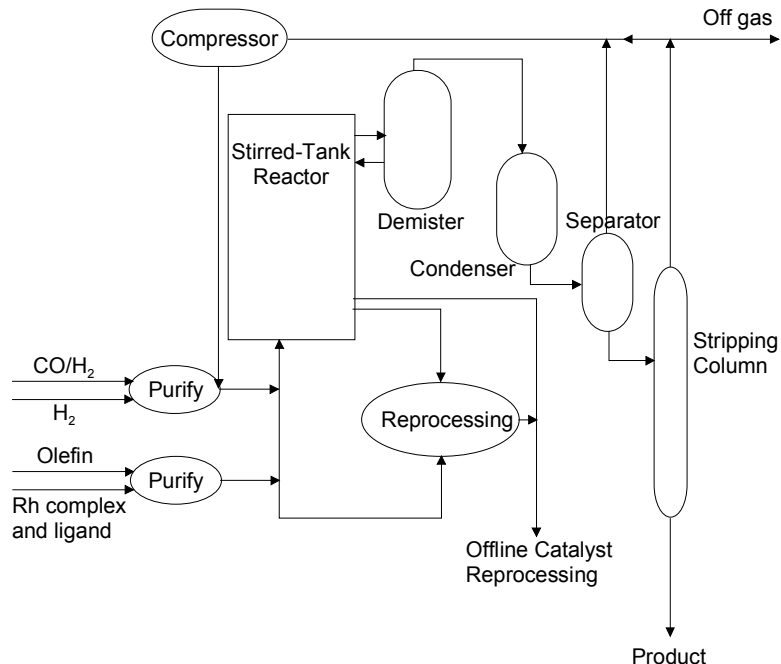 Off gas
Compressor
Stirred-Tank
Reactor
Demister
Separator
Condenser
Stripping
Column
CO/H₂
Purify
H₂
Reprocessing
Olefin
Purify
Rh complex
and ligand
Offline Catalyst
Reprocessing
Product